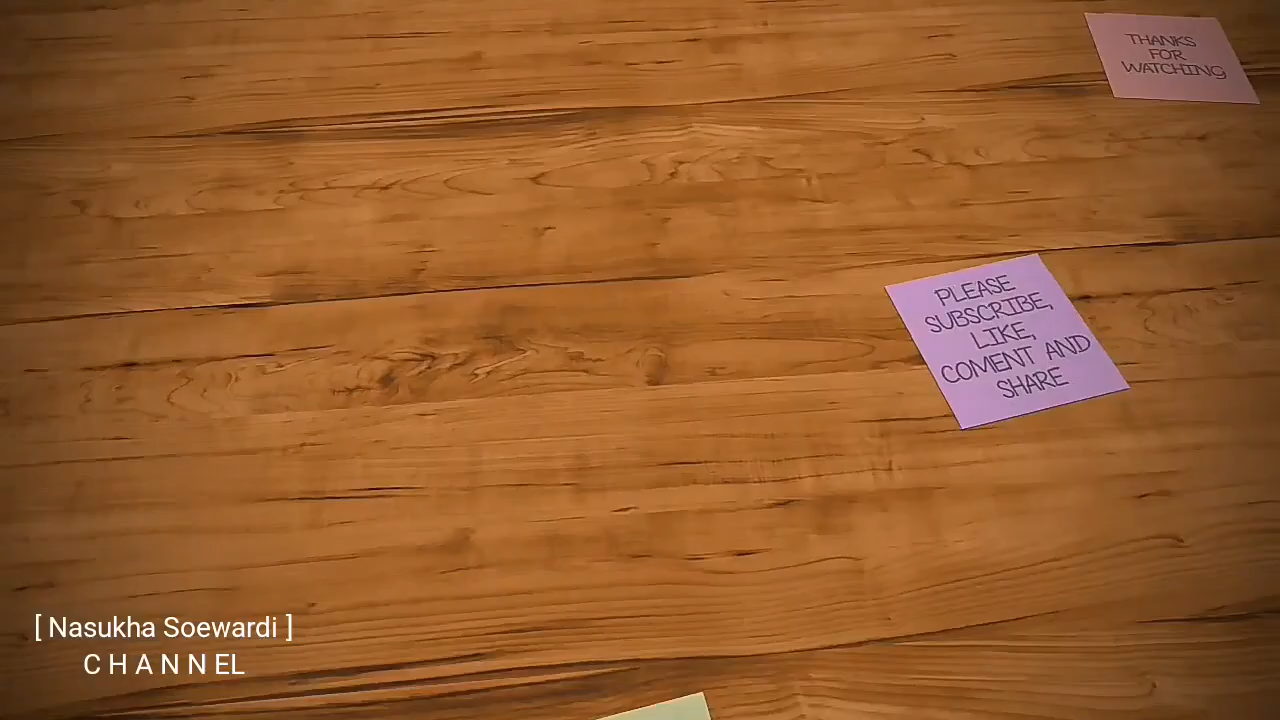 THANKS
FOR
WATCHING
PLEASE
SUBSCRIBE,
LIKE,
COMENT AND
SHARE
[ Nasukha Soewardi ]
C H A N N EL